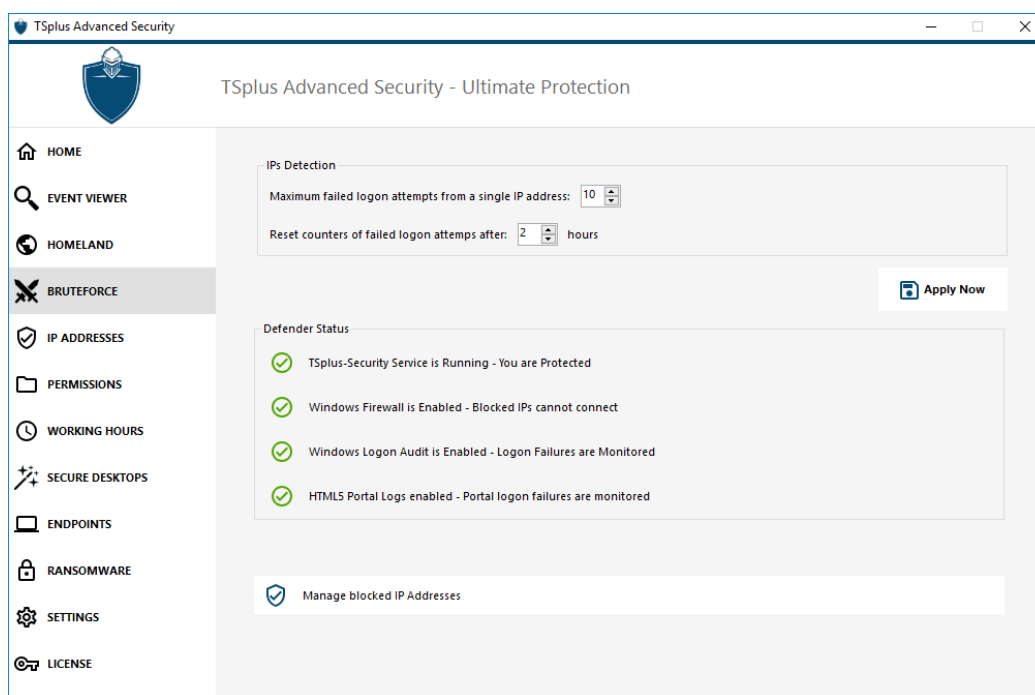 TSplus Advanced Security
TSplus Advanced Security - Ultimate Protection
HOME
EVENT VIEWER
HOMELAND
BRUTEFORCE
IP ADDRESSES
PERMISSIONS
WORKING HOURS
SECURE DESKTOPS
ENDPOINTS
RANSOMWARE
SETTINGS
LICENSE
IPs Detection
Maximum failed logon attempts from a single IP address: 10
Reset counters of failed logon attemps after: 2 hours
Apply Now
Defender Status
TSplus-Security Service is Running - You are Protected
Windows Firewall is Enabled - Blocked IPs cannot connect
Windows Logon Audit is Enabled - Logon Failures are Monitored
HTML5 Portal Logs enabled - Portal logon failures are monitored
Manage blocked IP Addresses